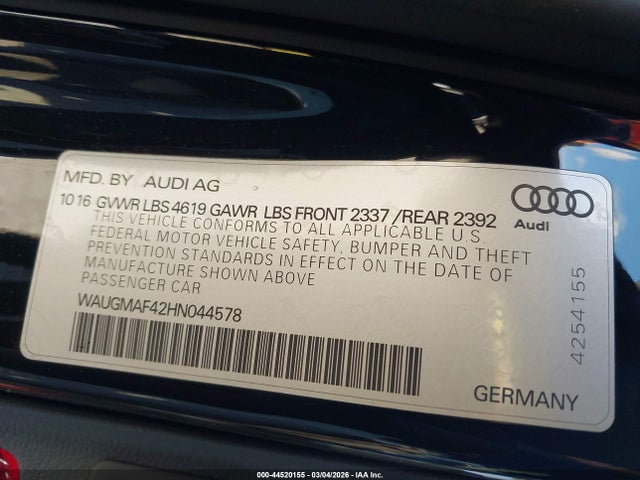 MFD. BY AUDI AG
10 16 GVWR LBS 4619 GAWR LBS FRONT 2337 /REAR 2392
THIS VEHICLE CONFORMS TO ALL APPLICABLE U.S.
FEDERAL MOTOR VEHICLE SAFETY, BUMPER AND THEFT
PREVENTION STANDARDS IN EFFECT ON THE DATE OF
MANUFACTURE SHOWN ABOVE
PASSENGER CAR
WAUGMAF42HN044578
Audi
4254155
GERMANY
000-44520155 | 03/04/2026 | IAA Inc.